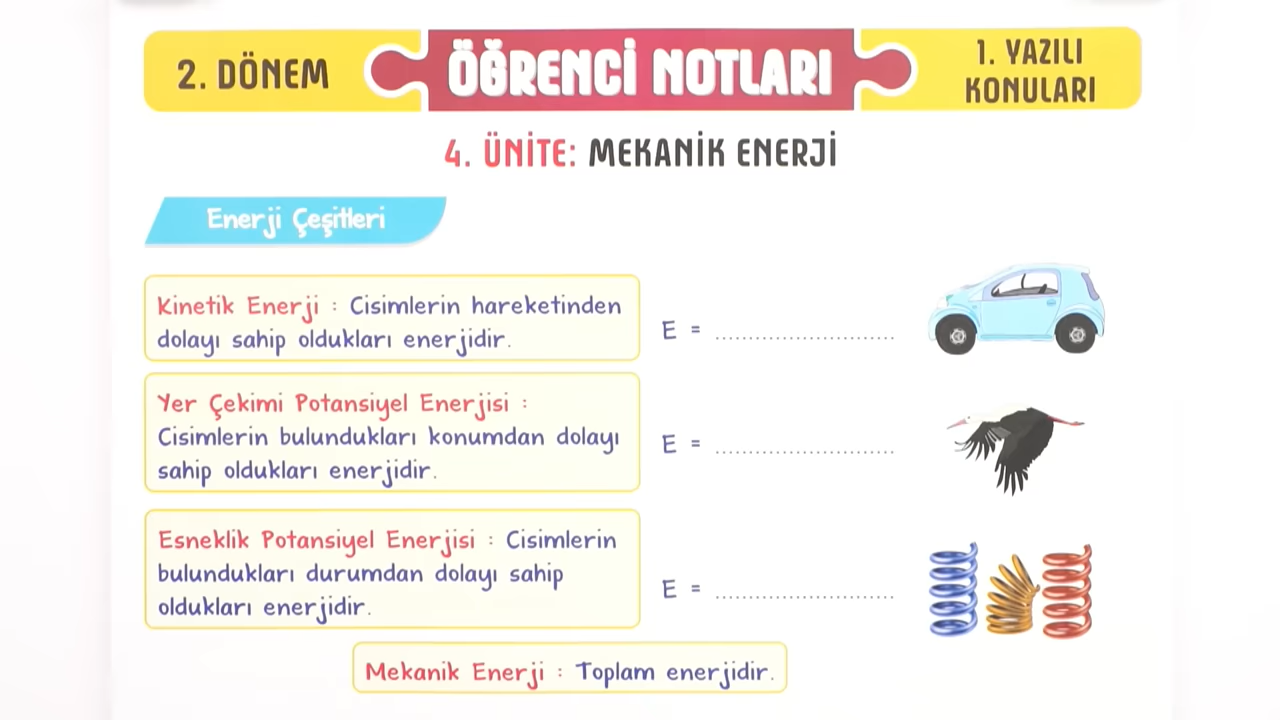 2. DÖNEM
ÖĞRENCİ NOTLARI
1. YAZILI
KONULARI
4. ÜNİTE: MEKANİK ENERJİ
Enerji Çeşitleri
Kinetik Enerji : Cisimlerin hareketinden
dolayı sahip oldukları enerjidir.
E = ..............................
Yer Çekimi Potansiyel Enerjisi :
Cisimlerin bulundukları konumdan dolayı
sahip oldukları enerjidir.
E = ..............................
Esneklik Potansiyel Enerjisi : Cisimlerin
bulundukları durumdan dolayı sahip
oldukları enerjidir.
E = ..............................
Mekanik Enerji : Toplam enerjidir.